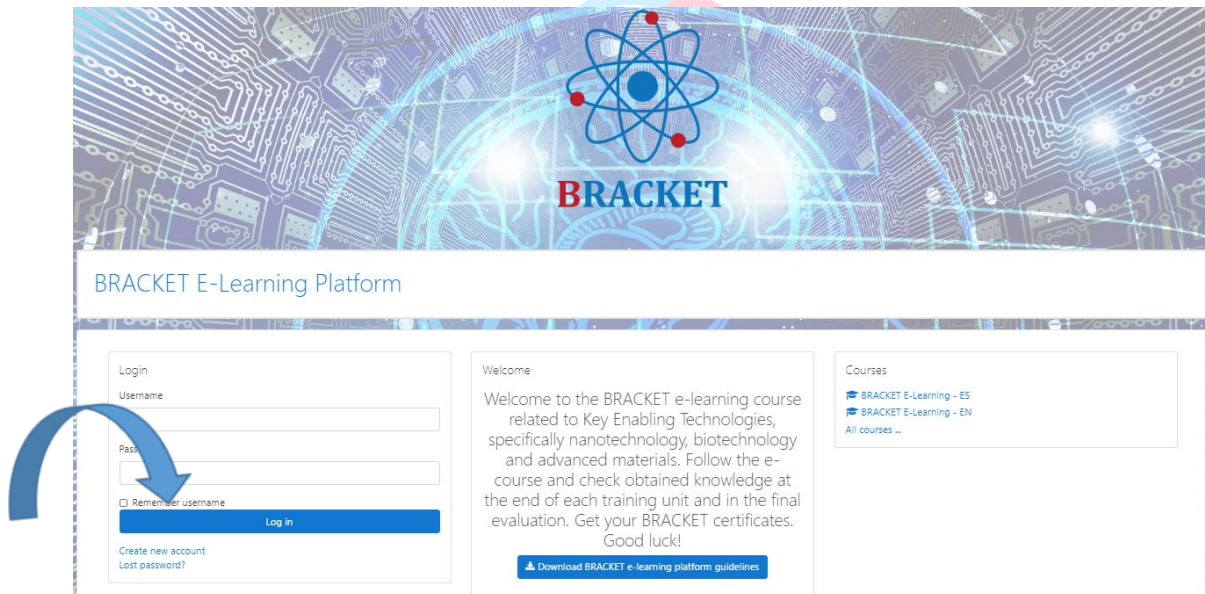 BRACKET
BRACKET E-Learning Platform
Login
Username
Pass
Remember username
Log in
Create new account
Lost password?
Welcome
Welcome to the BRACKET e-learning course
related to Key Enabling Technologies,
specifically nanotechnology, biotechnology
and advanced materials. Follow the e-
course and check obtained knowledge at
the end of each training unit and in the final
evaluation. Get your BRACKET certificates.
Good luck!
Download BRACKET e-learning platform guidelines
Courses
BRACKET E-Learning - ES
BRACKET E-Learning - EN
All courses ...